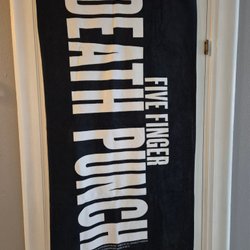 FIVE FINGER
DEATH PUNCH